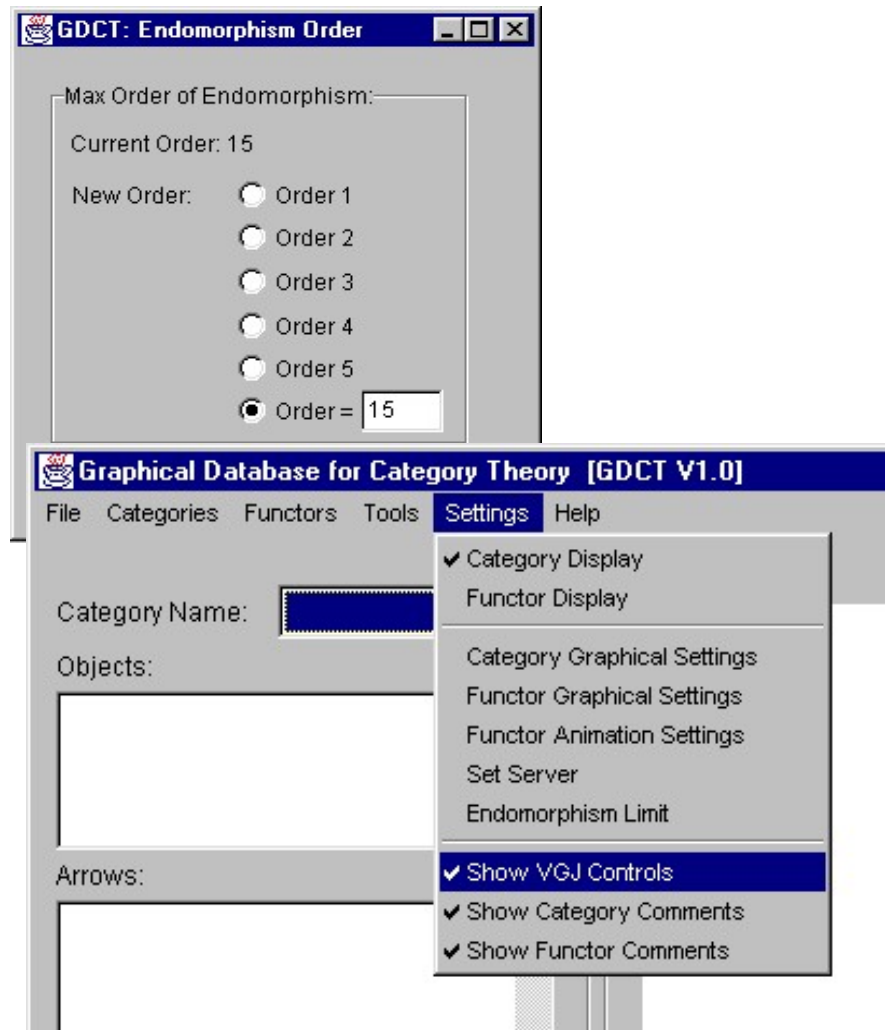 GDCT: Endomorphism Order
Max Order of Endomorphism:
Current Order: 15
New Order:
Order 1
Order 2
Order 3
Order 4
Order 5
Order = 15
Graphical Database for Category Theory [GDCT V1.0]
File Categories Functors Tools Settings Help
Category Name:
Objects:
Arrows:
Category Display
Functor Display
Category Graphical Settings
Functor Graphical Settings
Functor Animation Settings
Set Server
Endomorphism Limit
Show VGJ Controls
Show Category Comments
Show Functor Comments